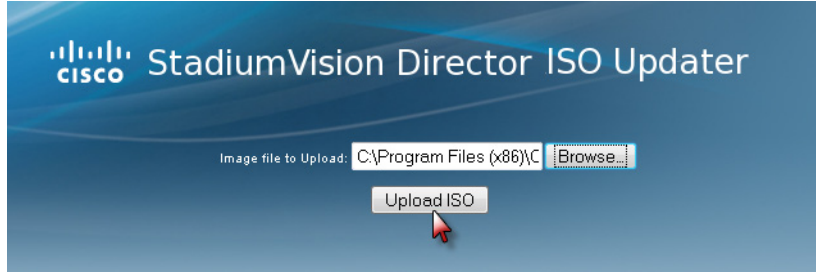 CISCO StadiumVision Director ISO Updater
Image file to Upload: C:\Program Files (x86)\C Browse...
Upload ISO